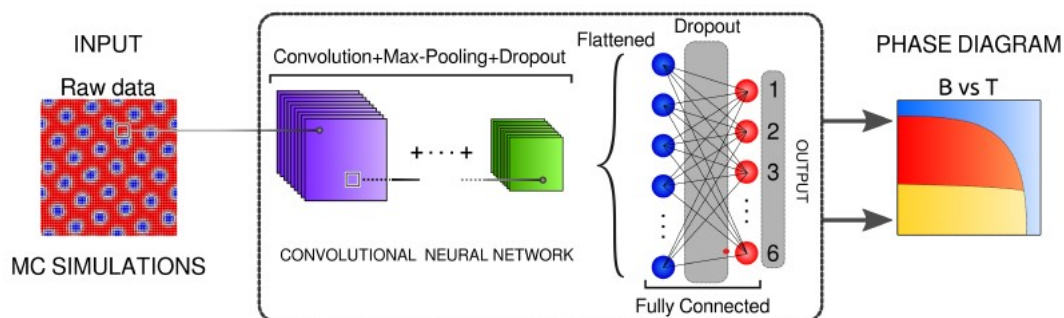 INPUT
Raw data
MC SIMULATIONS
Convolution+Max-Pooling+Dropout
+ · · · · +
CONVOLUTIONAL NEURAL NETWORK
Flattened
Dropout
1
2
3
6
OUTPUT
Fully Connected
PHASE DIAGRAM
B vs T